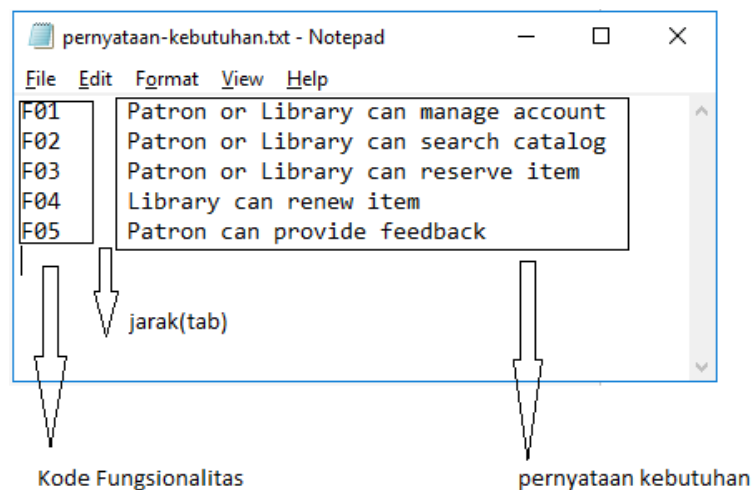 pernyataan-kebutuhan.txt - Notepad
File Edit Format View Help
F01 Patron or Library can manage account
F02 Patron or Library can search catalog
F03 Patron or Library can reserve item
F04 Library can renew item
F05 Patron can provide feedback
jarak(tab)
Kode Fungsionalitas pernyataan kebutuhan